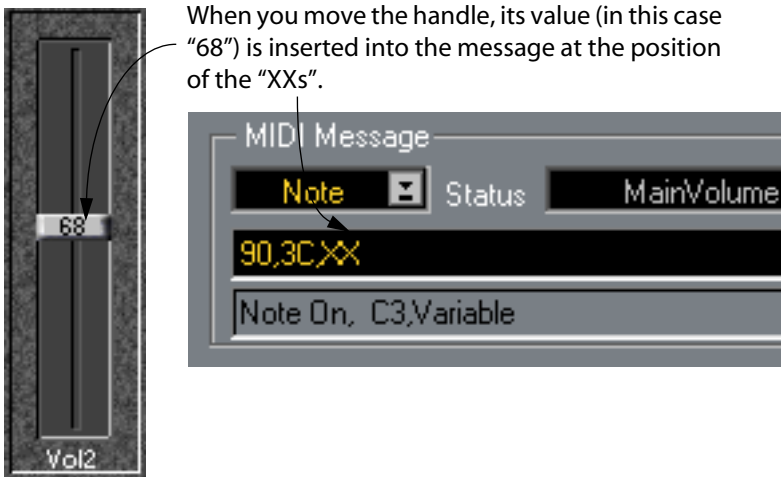 When you move the handle, its value (in this case
“68”) is inserted into the message at the position
of the “XXs”.
MIDI Message
Note Status MainVolume
68
90,3C,XX
Note On, C3,Variable
Vol2